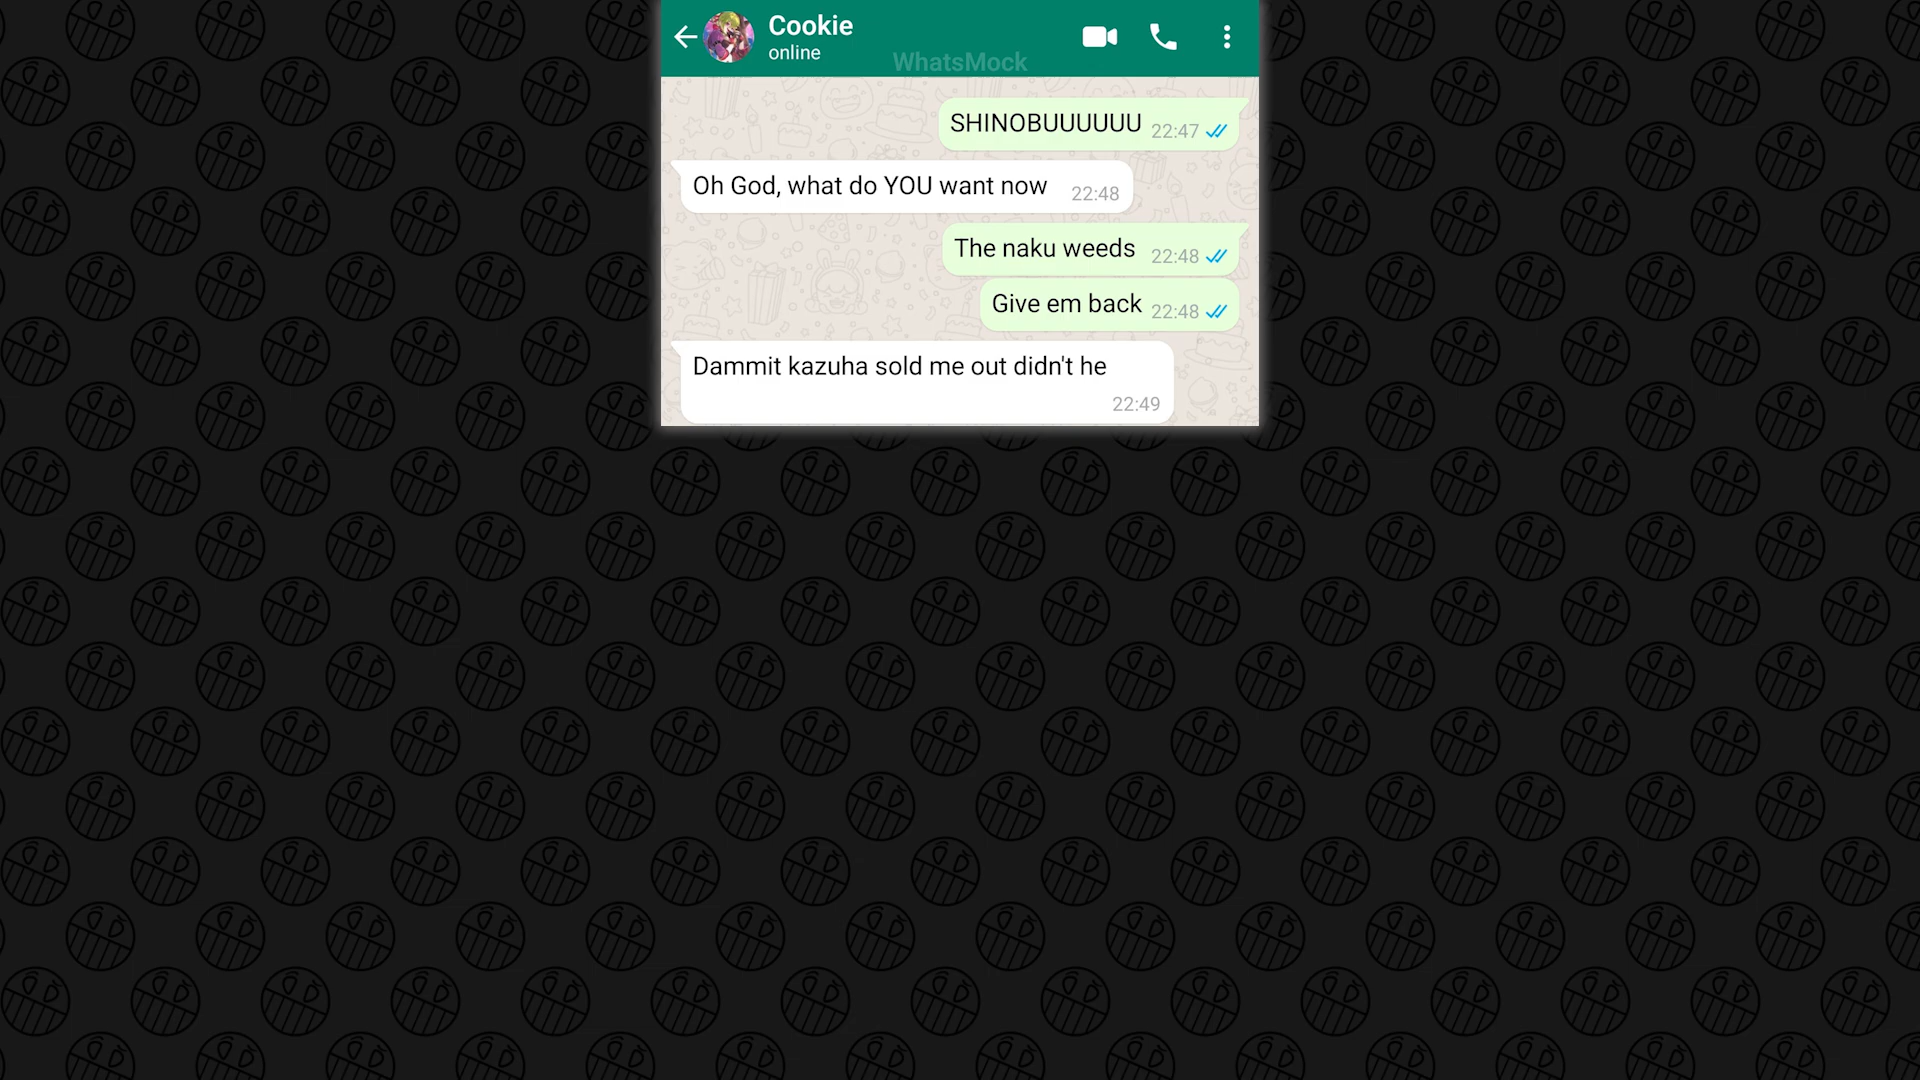 Cookie
online
WhatsMock
SHINOBUUUUUU 22:47
Oh God, what do YOU want now 22:48
The naku weeds 22:48
Give em back 22:48
Dammit kazuha sold me out didn't he
22:49